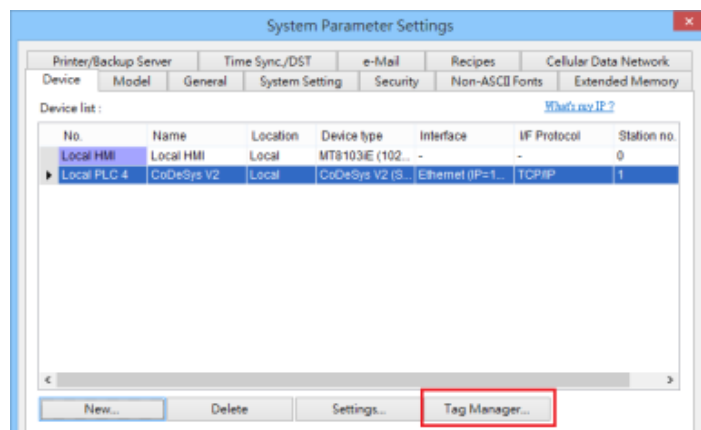 System Parameter Settings
Printer/Backup Server Time Sync./DST e-Mail Recipes Cellular Data Network
Device Model General System Setting Security Non-ASCII Fonts Extended Memory
Device list :
What's my IP ?
No. Name Location Device type Interface I/F Protocol Station no.
Local HMI Local HMI Local MT8103iE (102... - - 0
Local PLC 4 CoDeSys V2 Local CoDeSys V2 (S... Ethernet (IP=1... TCP/IP 1
New... Delete Settings... Tag Manager...